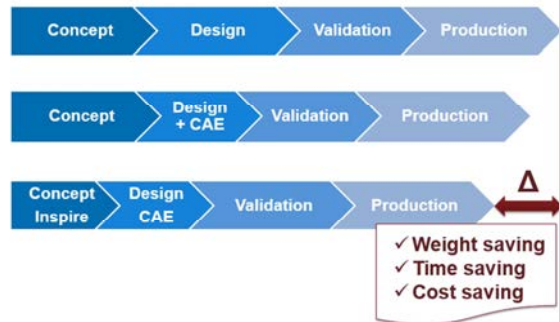 Concept Design Validation Production
Concept Design + CAE Validation Production
Concept Inspire Design CAE Validation Production
Δ
✓ Weight saving
✓ Time saving
✓ Cost saving